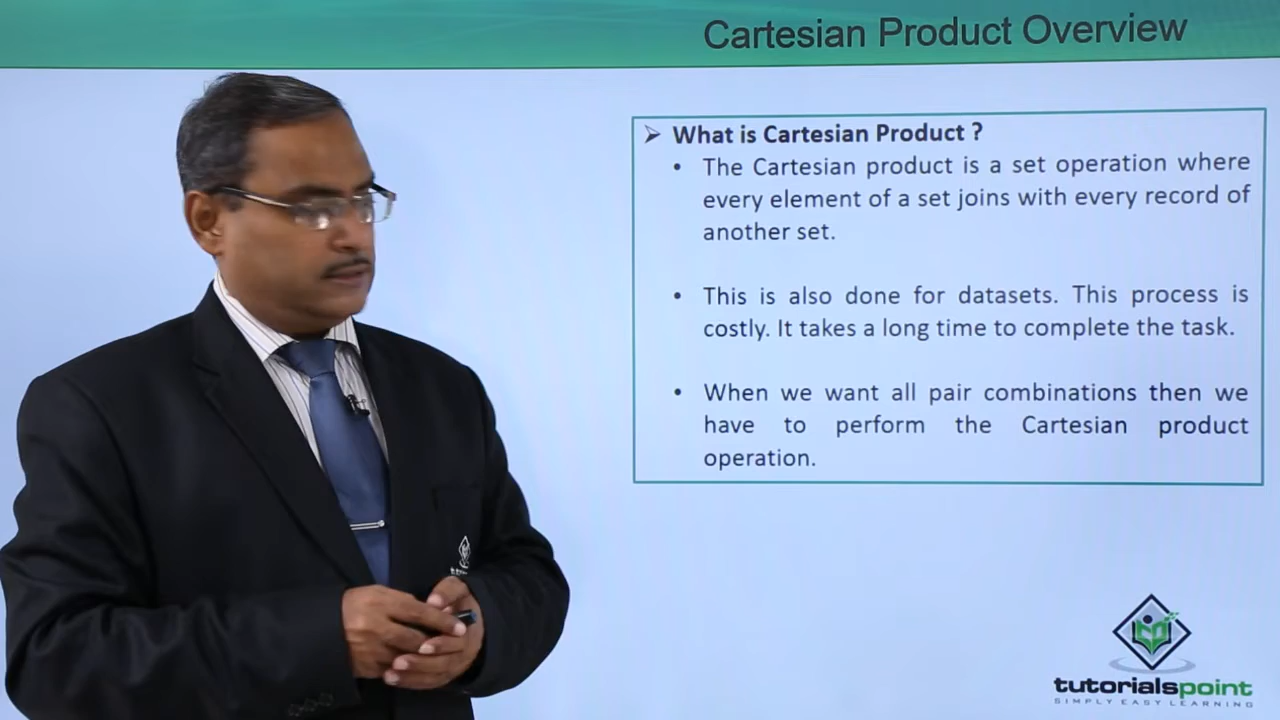 Cartesian Product Overview
➢ What is Cartesian Product ?
• The Cartesian product is a set operation where
every element of a set joins with every record of
another set.
• This is also done for datasets. This process is
costly. It takes a long time to complete the task.
• When we want all pair combinations then we
have to perform the Cartesian product
operation.
tutorialspoint
SIMPLY EASY LEARNING